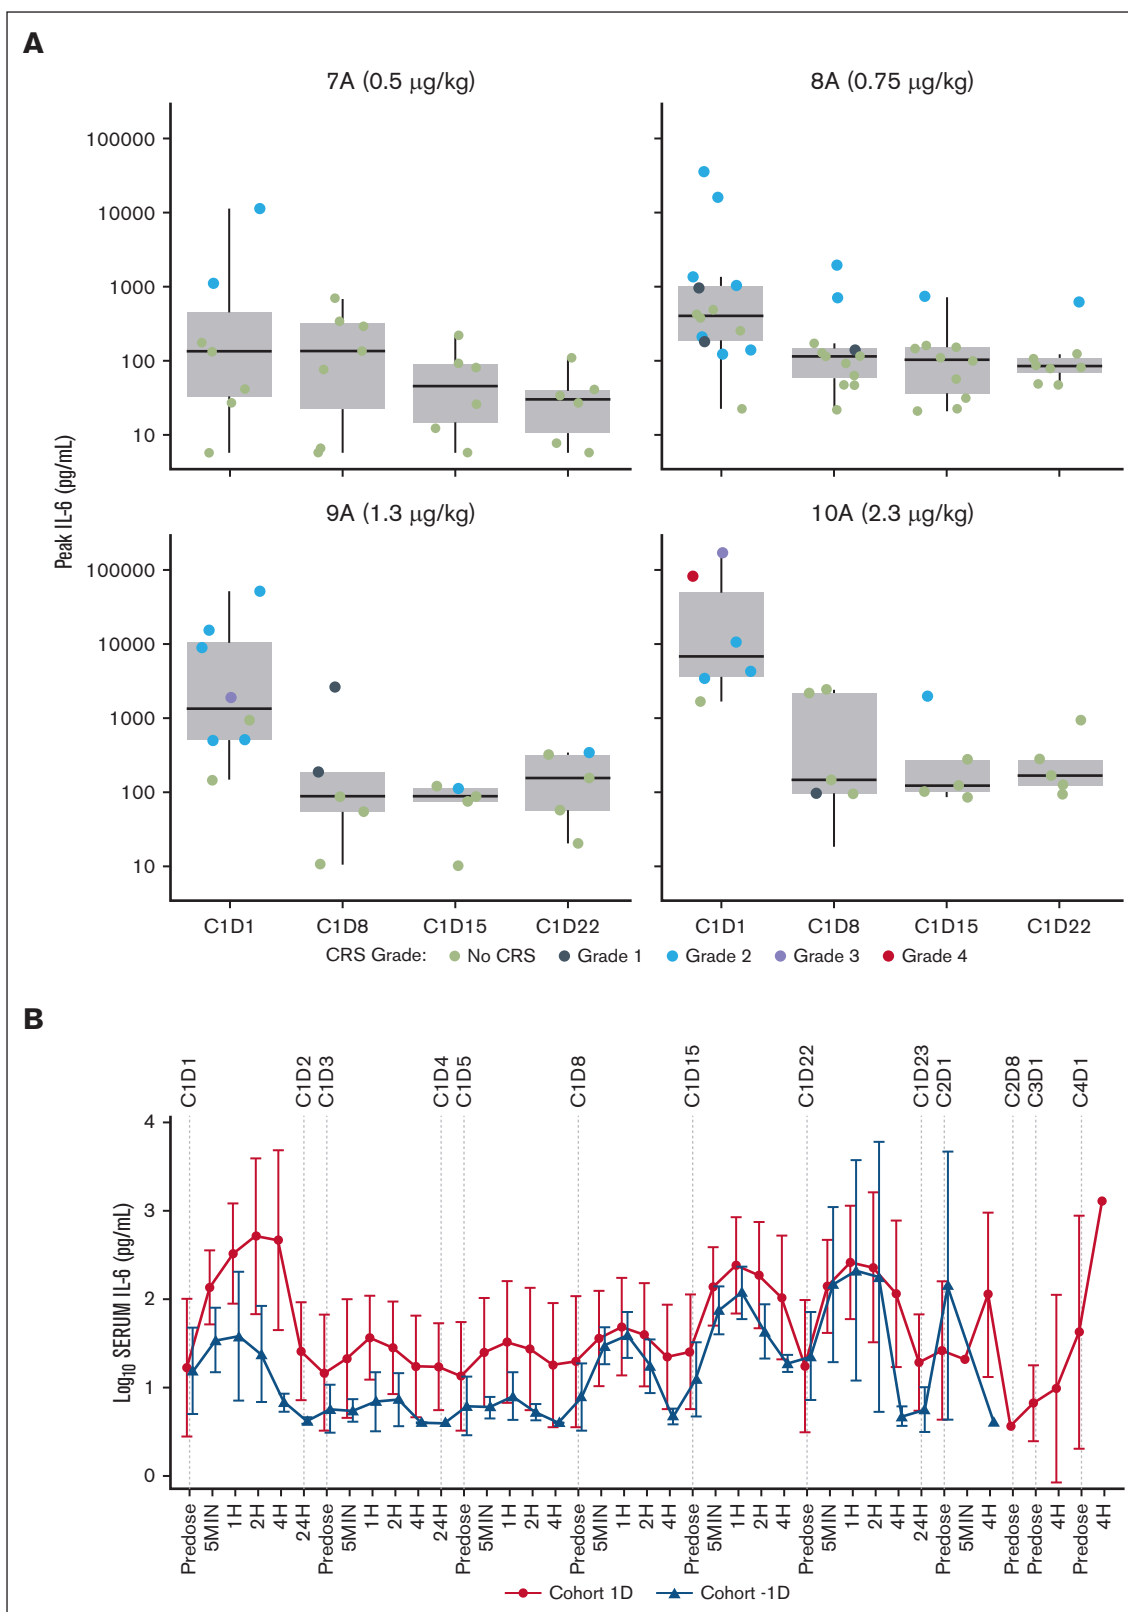 A
7A (0.5 µg/kg)
8A (0.75 µg/kg)
Peak IL-6 (pg/mL)
100000
10000
1000
100
10
9A (1.3 µg/kg)
10A (2.3 µg/kg)
100000
10000
1000
100
10
C1D1 C1D8 C1D15 C1D22
C1D1 C1D8 C1D15 C1D22
CRS Grade: No CRS Grade 1 Grade 2 Grade 3 Grade 4
B
C1D1 C1D2 C1D3 C1D4 C1D5 C1D8 C1D15 C1D22 C1D23 C2D1 C2D8 C3D1 C4D1
Log10 SERUM IL-6 (pg/mL)
4
3
2
1
0
Predose 5MIN 1H 2H 4H 24H Predose 5MIN 1H 2H 4H 24H Predose 5MIN 1H 2H 4H Predose 5MIN 1H 2H 4H Predose 5MIN 1H 2H 4H Predose 5MIN 1H 2H 4H 24H Predose 5MIN 4H Predose Predose 4H Predose 4H
Cohort 1D Cohort -1D